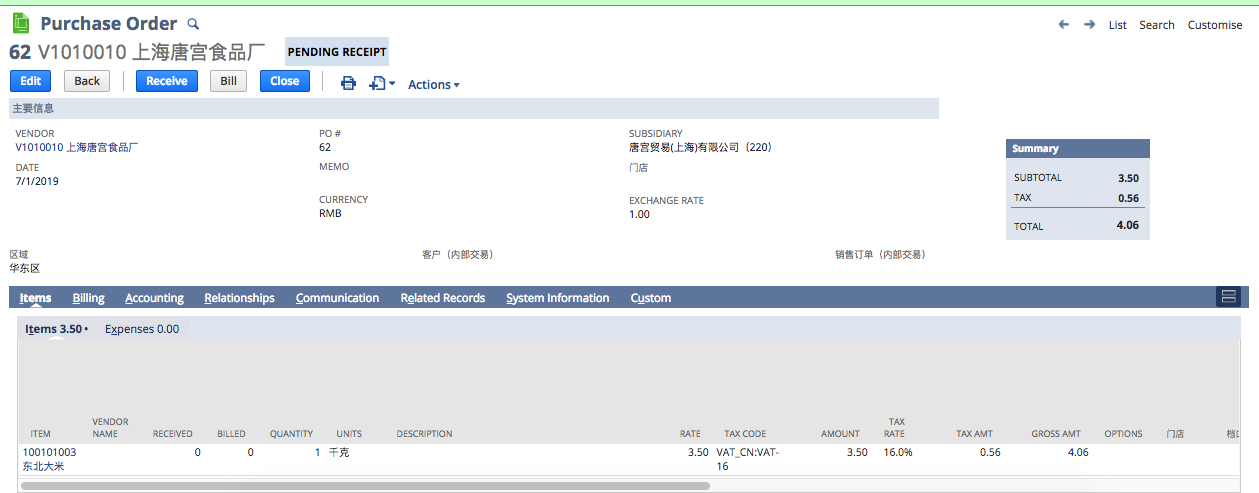 Purchase Order
List Search Customise
62 V1010010 上海唐宫食品厂 PENDING RECEIPT
Edit Back Receive Bill Close Actions
主要信息
VENDOR PO # SUBSIDIARY
V1010010 上海唐宫食品厂 62 唐宫贸易(上海)有限公司（220）
DATE MEMO 门店
7/1/2019
CURRENCY EXCHANGE RATE
RMB 1.00
Summary
SUBTOTAL 3.50
TAX 0.56
TOTAL 4.06
区域 客户（内部交易） 销售订单（内部交易）
华东区
Items Billing Accounting Relationships Communication Related Records System Information Custom
Items 3.50 • Expenses 0.00
VENDOR TAX
ITEM NAME RECEIVED BILLED QUANTITY UNITS DESCRIPTION RATE TAX CODE AMOUNT RATE TAX AMT GROSS AMT OPTIONS 门店
100101003 0 0 1 千克 3.50 VAT_CN:VAT- 3.50 16.0% 0.56 4.06
东北大米 16